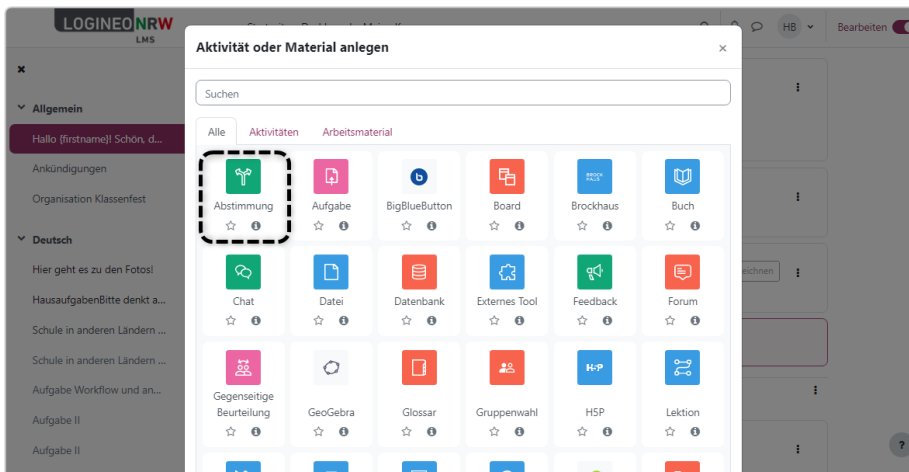 LOGINEO NRW
LMS
HB
Bearbeiten
Aktivität oder Material anlegen
×
Suchen
Allgemein
Alle Aktivitäten Arbeitsmaterial
Hallo {firstname}! Schön, d...
Ankündigungen
Organisation Klassenfest
Abstimmung Aufgabe BigBlueButton Board Brockhaus Buch
Deutsch
Hier geht es zu den Fotos!
HausaufgabenBitte denkt a...
Schule in anderen Ländern ...
Schule in anderen Ländern ...
Aufgabe Workflow und an...
Aufgabe II
Aufgabe II
Chat Datei Datenbank Externes Tool Feedback Forum
H5P
Gegenseitige
Beurteilung GeoGebra Glossar Gruppenwahl H5P Lektion
?